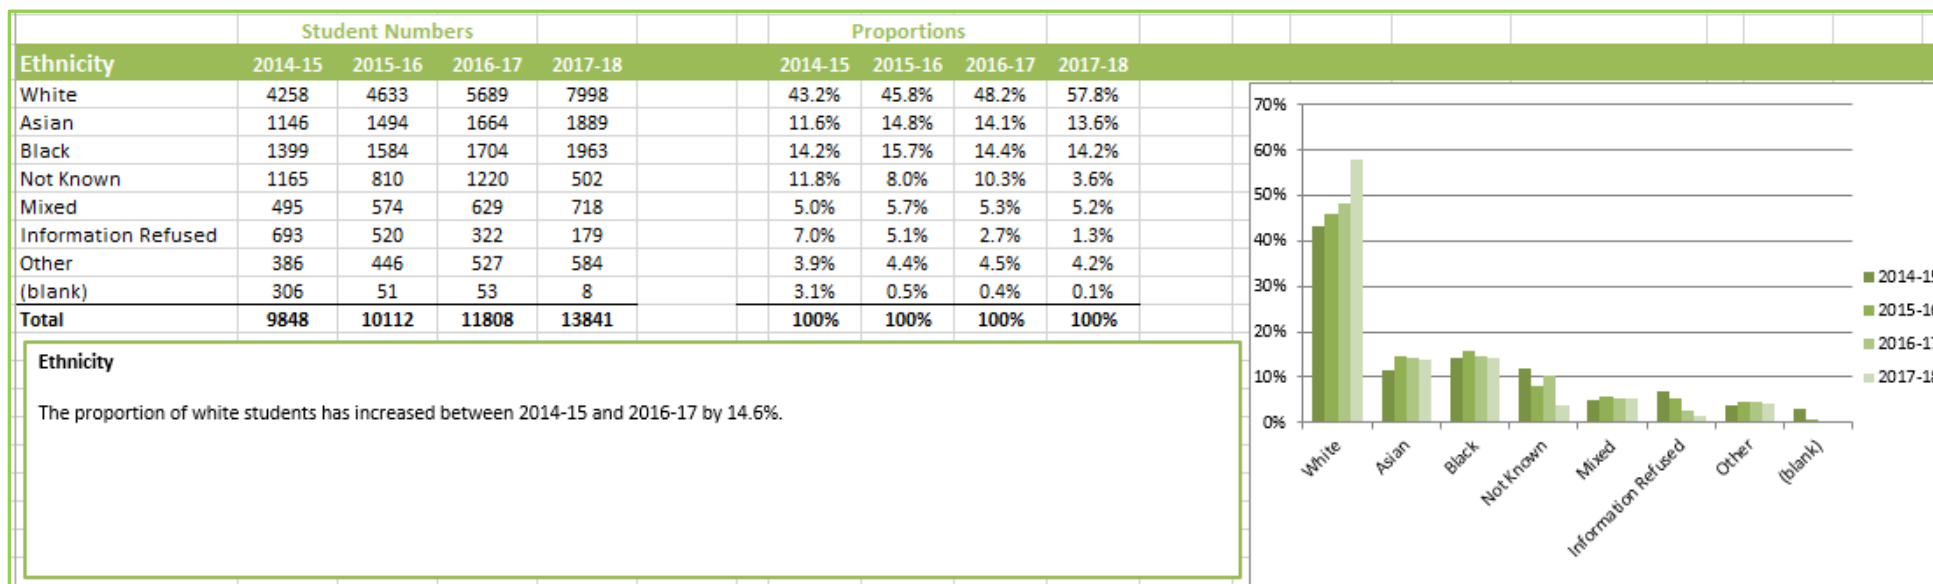 Student Numbers Proportions
Ethnicity 2014-15 2015-16 2016-17 2017-18 2014-15 2015-16 2016-17 2017-18
White 4258 4633 5689 7998 43.2% 45.8% 48.2% 57.8%
Asian 1146 1494 1664 1889 11.6% 14.8% 14.1% 13.6%
Black 1399 1584 1704 1963 14.2% 15.7% 14.4% 14.2%
Not Known 1165 810 1220 502 11.8% 8.0% 10.3% 3.6%
Mixed 495 574 629 718 5.0% 5.7% 5.3% 5.2%
Information Refused 693 520 322 179 7.0% 5.1% 2.7% 1.3%
Other 386 446 527 584 3.9% 4.4% 4.5% 4.2%
(blank) 306 51 53 8 3.1% 0.5% 0.4% 0.1%
Total 9848 10112 11808 13841 100% 100% 100% 100%
Ethnicity
The proportion of white students has increased between 2014-15 and 2016-17 by 14.6%.
70%
60%
50%
40%
30%
20%
10%
0%
White Asian Black Not Known Mixed Information Refused Other (blank)
2014-15
2015-16
2016-17
2017-18